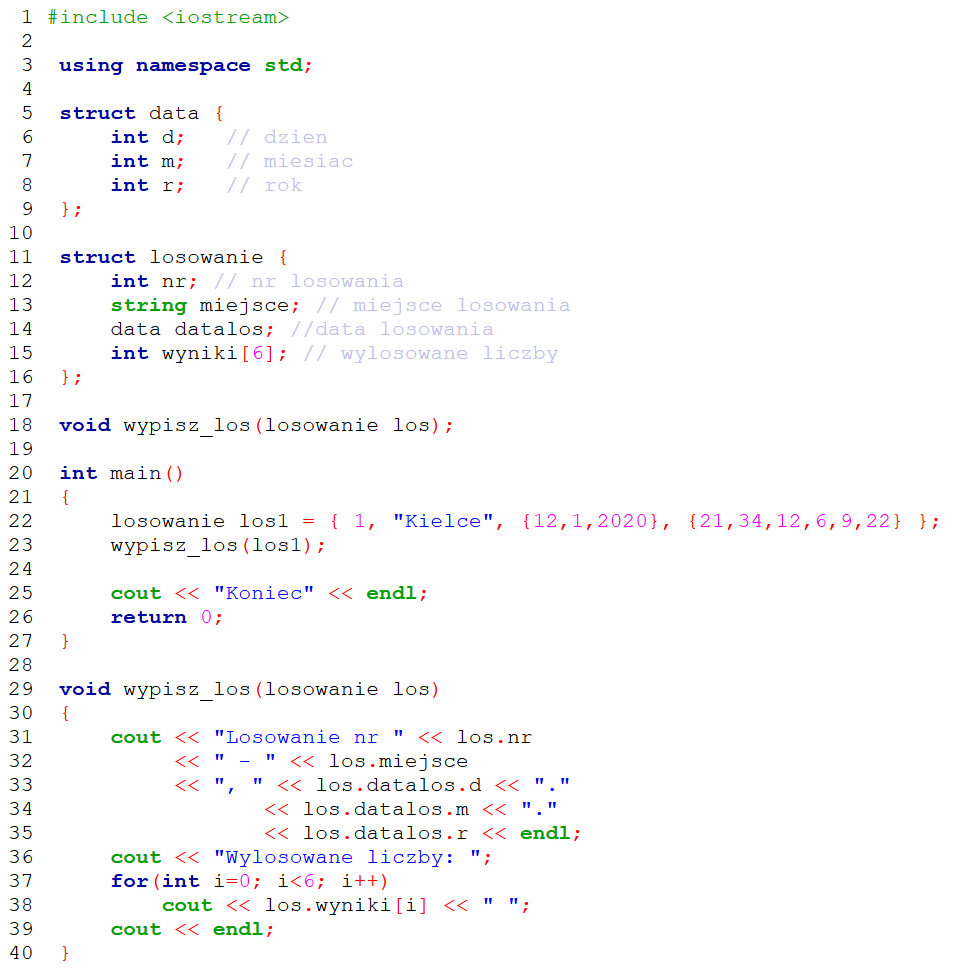 1 #include <iostream>
2
3 using namespace std;
4
5 struct data {
6     int d;   // dzien
7     int m;   // miesiac
8     int r;   // rok
9 };
10
11 struct losowanie {
12     int nr; // nr losowania
13     string miejsce; // miejsce losowania
14     data datalos; //data losowania
15     int wyniki[6]; // wylosowane liczby
16 };
17
18 void wypisz_los(losowanie los);
19
20 int main()
21 {
22     losowanie los1 = { 1, "Kielce", {12,1,2020}, {21,34,12,6,9,22} };
23     wypisz_los(los1);
24
25     cout << "Koniec" << endl;
26     return 0;
27 }
28
29 void wypisz_los(losowanie los)
30 {
31     cout << "Losowanie nr " << los.nr
32          << " - " << los.miejsce
33          << ", " << los.datalos.d << "."
34                 << los.datalos.m << "."
35                 << los.datalos.r << endl;
36     cout << "Wylosowane liczby: ";
37     for(int i=0; i<6; i++)
38         cout << los.wyniki[i] << " ";
39     cout << endl;
40 }